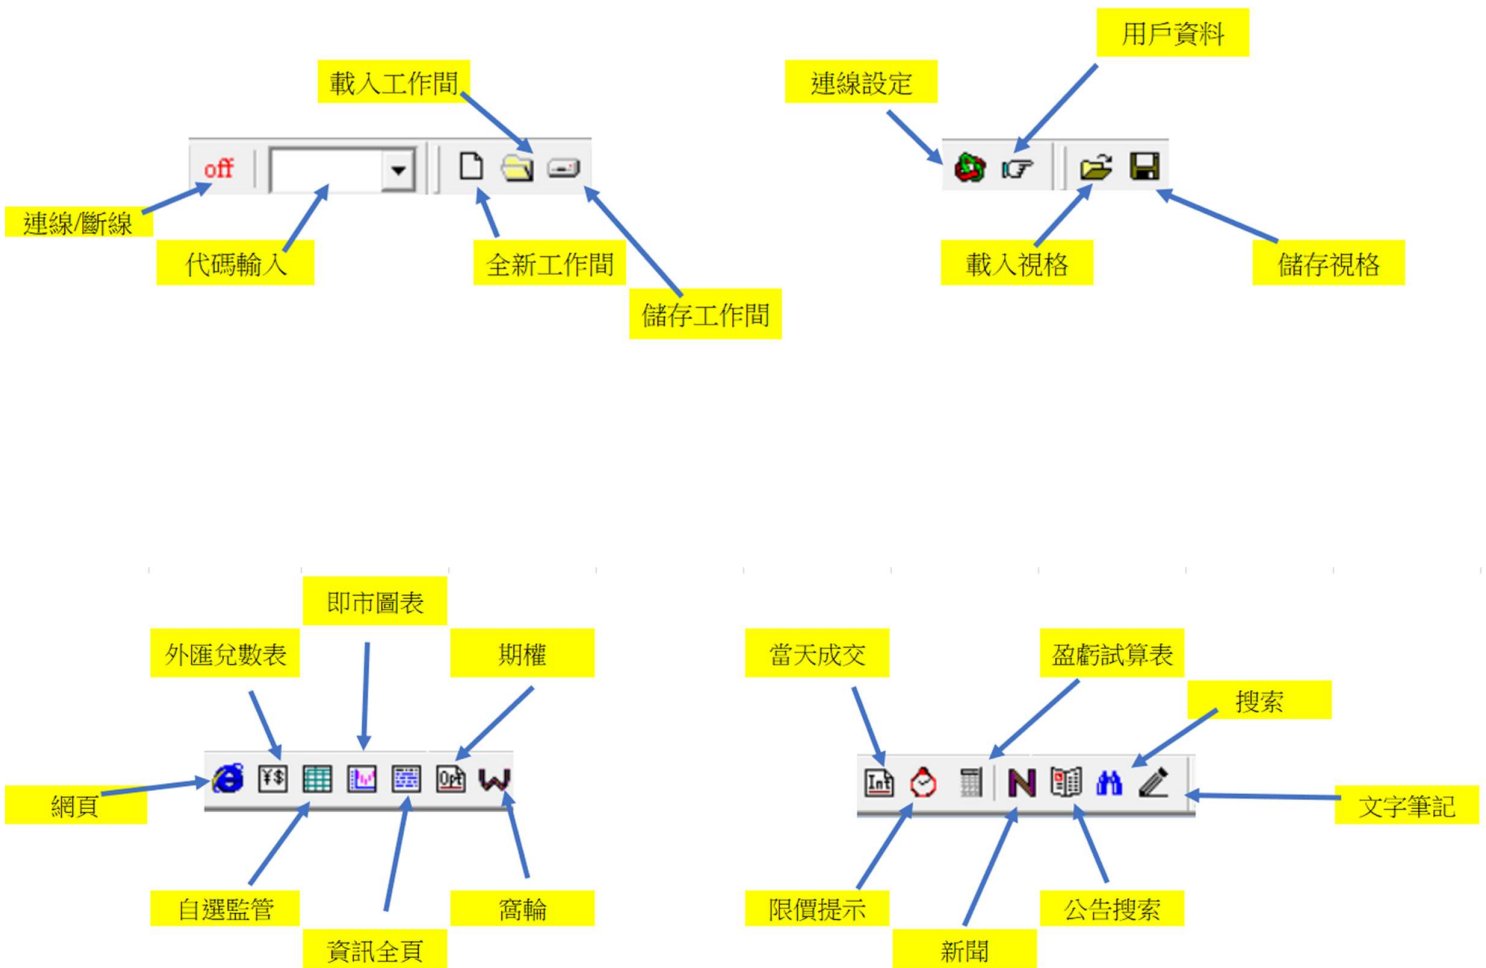 用戶資料
載入工作間
連線設定
off
連線/斷線
代碼輸入
全新工作間
載入視格
儲存視格
儲存工作間
即市圖表
外匯兌數表
期權
當天成交
盈虧試算表
搜索
¥$
Opt
W
Int
N
網頁
文字筆記
自選監管
窩輪
限價提示
公告搜索
資訊全頁
新聞